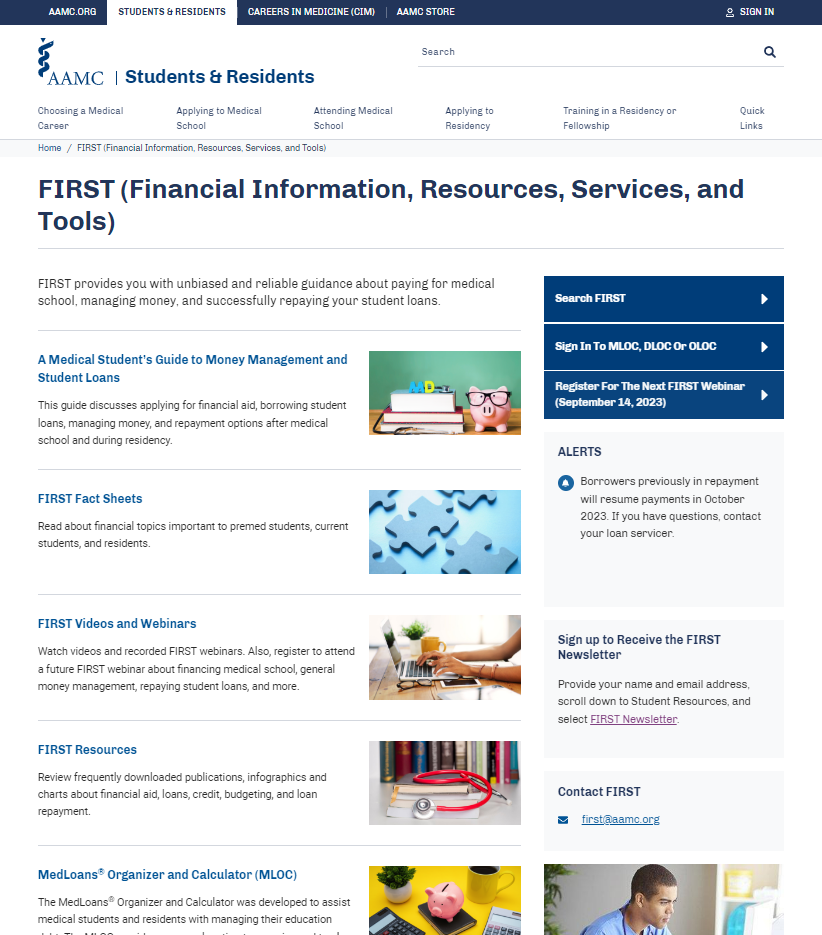 AAMC.ORG
STUDENTS & RESIDENTS
CAREERS IN MEDICINE (CIM)
AAMC STORE
SIGN IN
AAMC
Students & Residents
Search
Choosing a Medical
Career
Applying to Medical
School
Attending Medical
School
Applying to
Residency
Training in a Residency or
Fellowship
Quick
Links
Home / FIRST (Financial Information, Resources, Services, and Tools)
FIRST (Financial Information, Resources, Services, and
Tools)
FIRST provides you with unbiased and reliable guidance about paying for medical
school, managing money, and successfully repaying your student loans.
A Medical Student's Guide to Money Management and
Student Loans
This guide discusses applying for financial aid, borrowing student
loans, managing money, and repayment options after medical
school and during residency.
MD
FIRST Fact Sheets
Read about financial topics important to premed students, current
students, and residents.
FIRST Videos and Webinars
Watch videos and recorded FIRST webinars. Also, register to attend
a future FIRST webinar about financing medical school, general
money management, repaying student loans, and more.
FIRST Resources
Review frequently downloaded publications, infographics and
charts about financial aid, loans, credit, budgeting, and loan
repayment.
MedLoans® Organizer and Calculator (MLOC)
The MedLoans® Organizer and Calculator was developed to assist
medical students and residents with managing their education
Search FIRST
Sign In To MLOC, DLOC Or OLOC
Register For The Next FIRST Webinar
(September 14, 2023)
ALERTS
Borrowers previously in repayment
will resume payments in October
2023. If you have questions, contact
your loan servicer.
Sign up to Receive the FIRST
Newsletter
Provide your name and email address,
scroll down to Student Resources, and
select FIRST Newsletter.
Contact FIRST
first@aamc.org